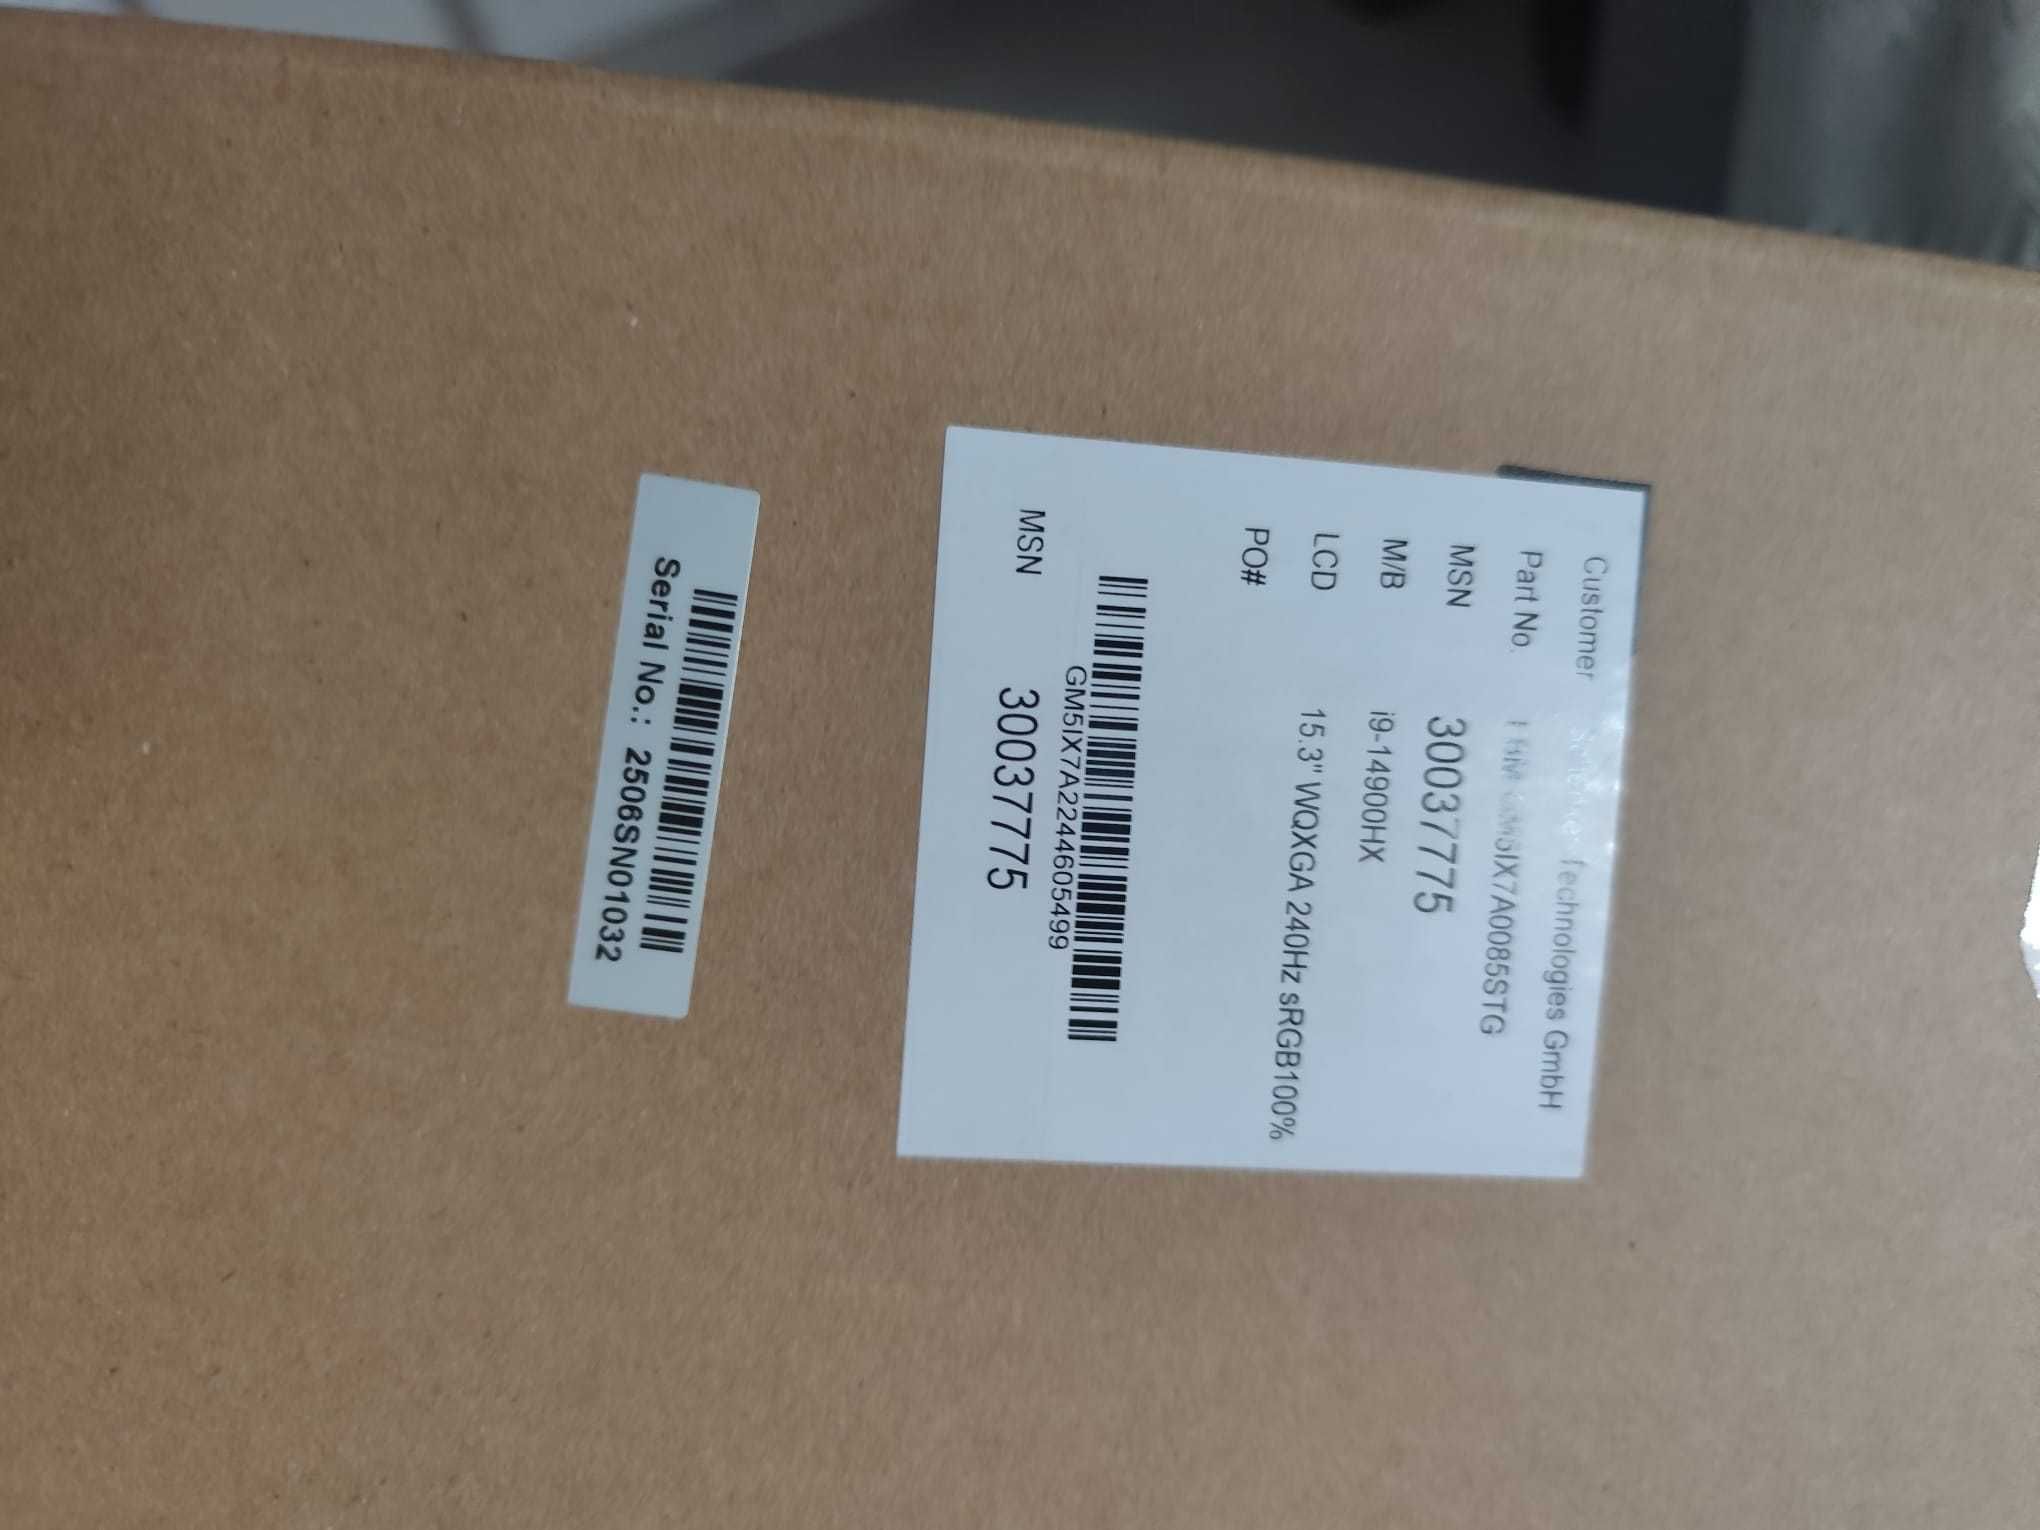 Customer Technologies GmbH
Part No.
MSN 30037775
M/B i9-14900HX
LCD 15.3" WQXGA 240Hz sRGB100%
PO#
GM5IX7A2244605499
MSN 30037775
Serial No.: 2506SN01032